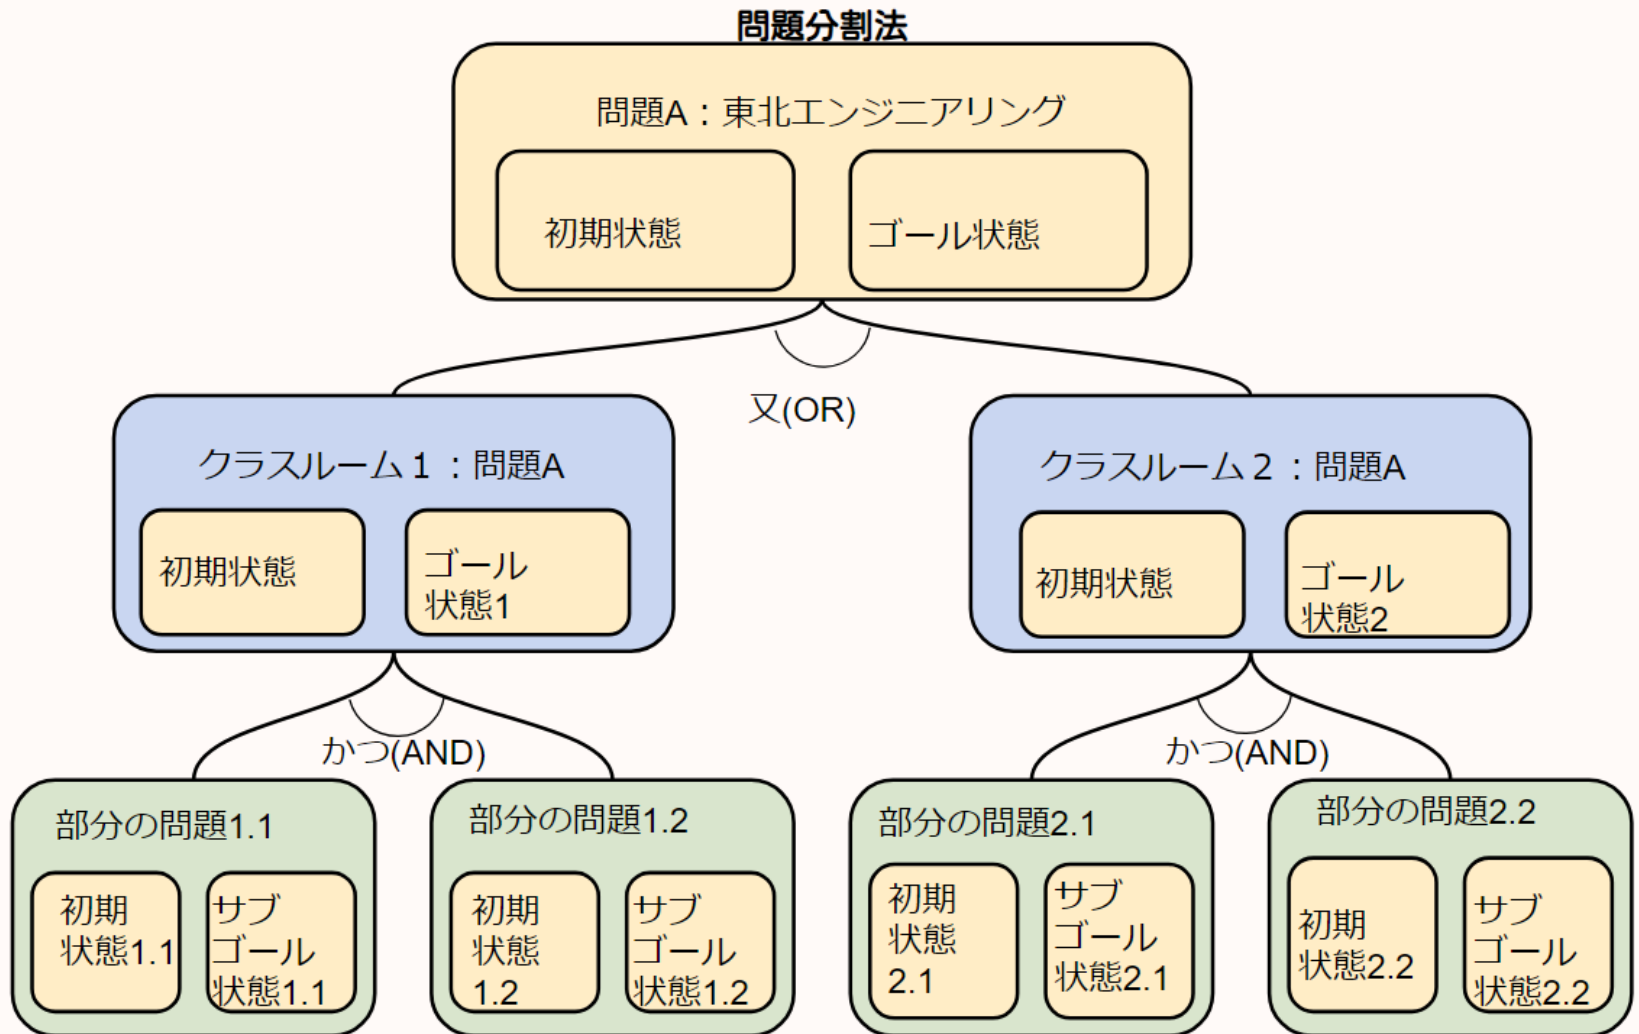 問題分割法
問題A：東北エンジニアリング
初期状態
ゴール状態
又(OR)
クラスルーム１：問題A
初期状態
ゴール
状態1
クラスルーム２：問題A
初期状態
ゴール
状態2
かつ(AND)
かつ(AND)
部分の問題1.1
初期
状態1.1
サブ
ゴール
状態1.1
部分の問題1.2
初期
状態
1.2
サブ
ゴール
状態1.2
部分の問題2.1
初期
状態
2.1
サブ
ゴール
状態2.1
部分の問題2.2
初期
状態2.2
サブ
ゴール
状態2.2